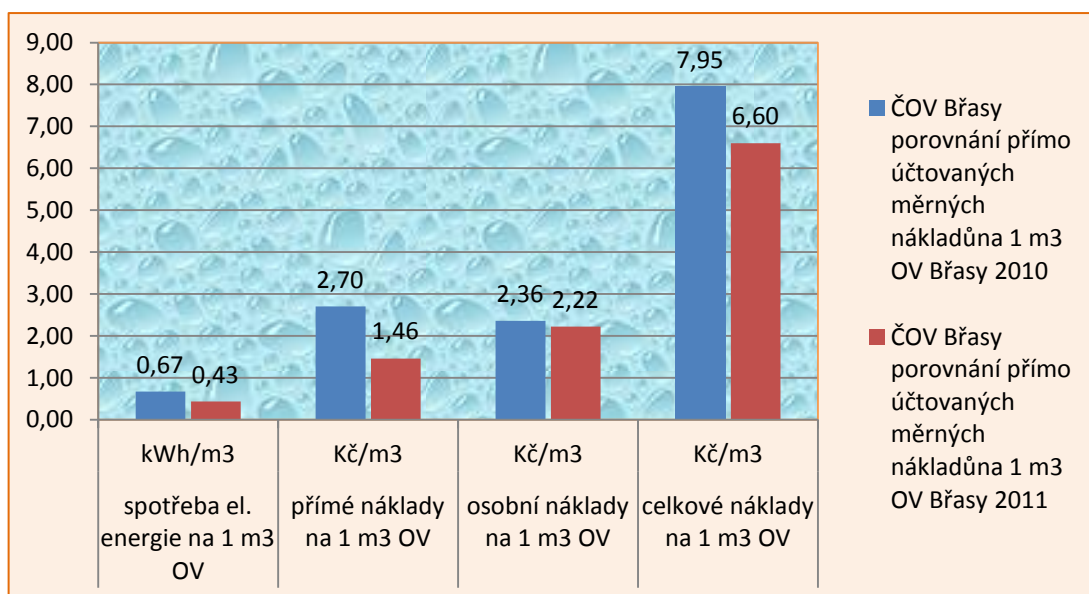 9,00
8,00
7,00
6,00
5,00
4,00
3,00
2,00
1,00
0,00
0,67
0,43
2,70
1,46
2,36
2,22
7,95
6,60
kWh/m3
Kč/m3
Kč/m3
Kč/m3
spotřeba el.
energie na 1 m3
OV
přímé náklady
na 1 m3 OV
osobní náklady
na 1 m3 OV
celkové náklady
na 1 m3 OV
ČOV Břasy
porovnání přímo
účtovaných
měrných
nákladůna 1 m3
OV Břasy 2010
ČOV Břasy
porovnání přímo
účtovaných
měrných
nákladůna 1 m3
OV Břasy 2011